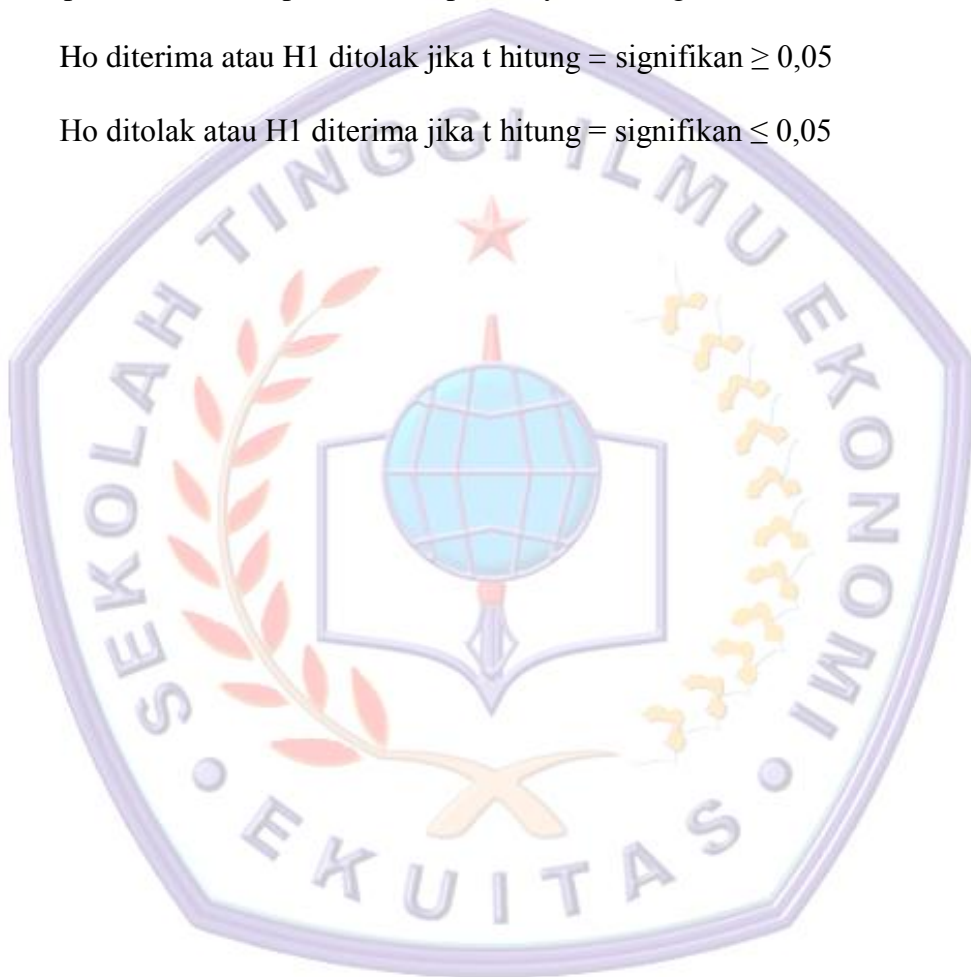 Ho diterima atau H1 ditolak jika t hitung = signifikan ≥ 0,05
Ho ditolak atau H1 diterima jika t hitung = signifikan ≤ 0,05
SEKOLAH TINGGI ILMU EKONOMI
• EKUITAS •